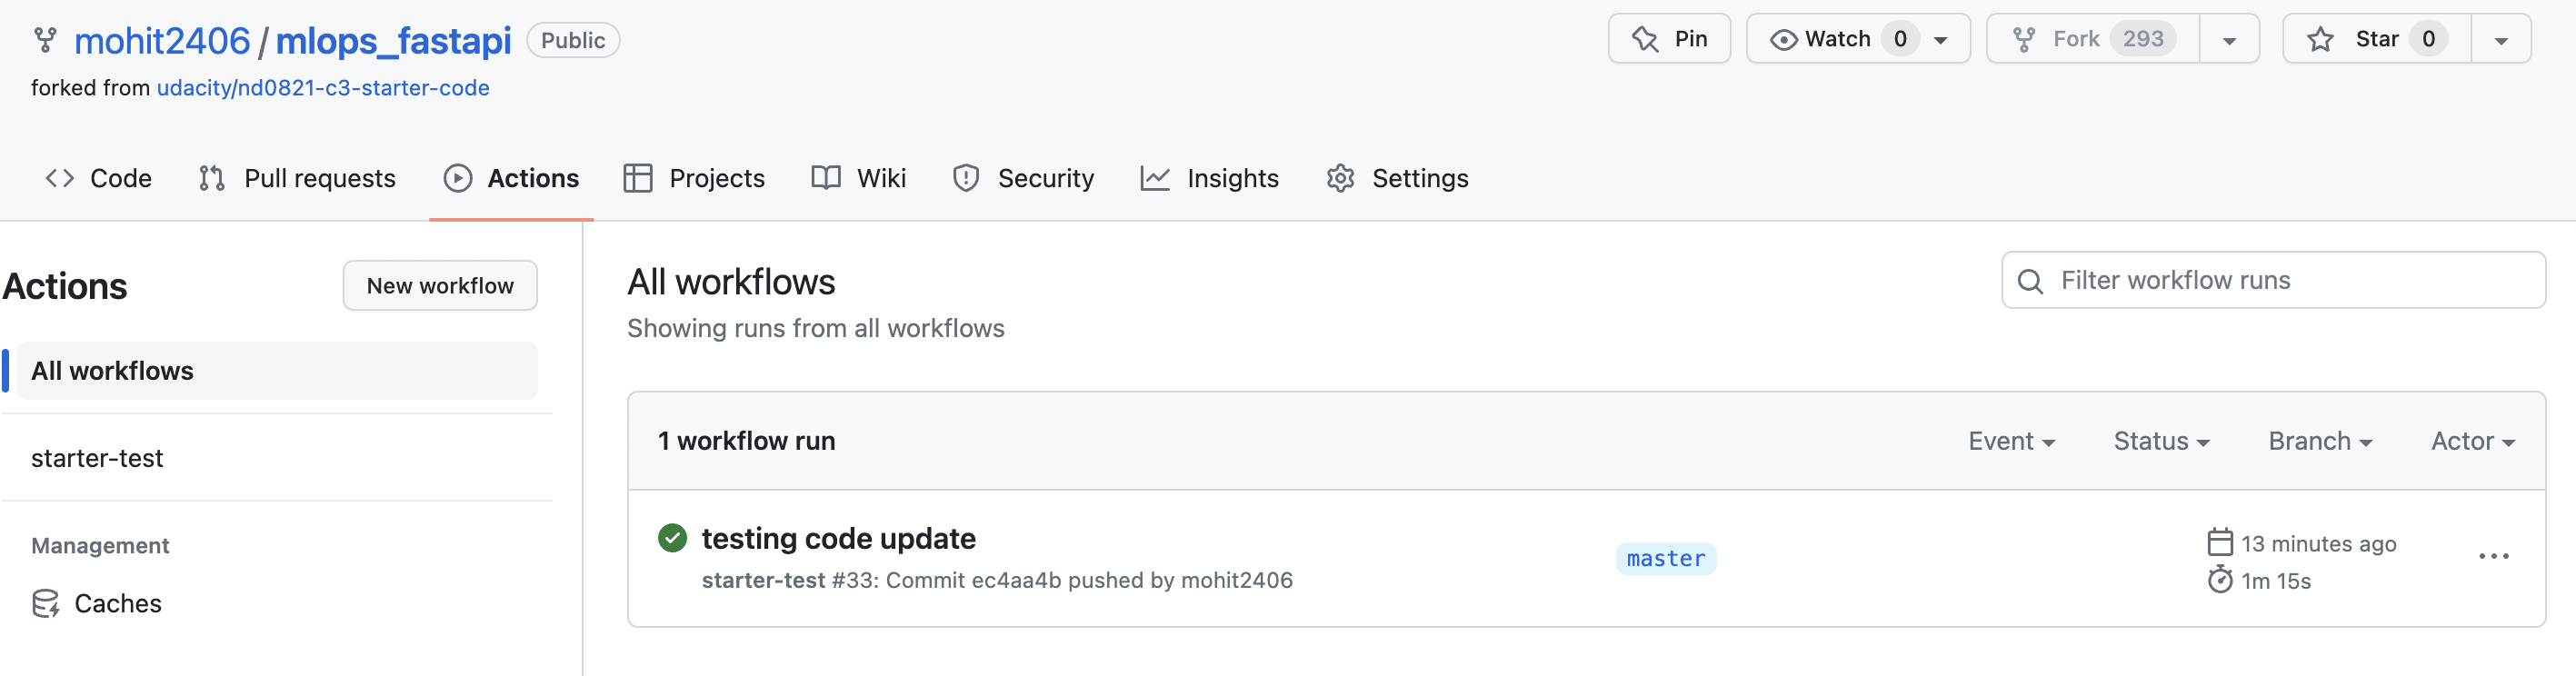 mohit2406 / mlops_fastapi Public
Pin
Watch 0
Fork 293
Star 0
forked from udacity/nd0821-c3-starter-code
Code
Pull requests
Actions
Projects
Wiki
Security
Insights
Settings
Actions
New workflow
All workflows
starter-test
Management
Caches
All workflows
Showing runs from all workflows
Filter workflow runs
1 workflow run
Event
Status
Branch
Actor
testing code update
starter-test #33: Commit ec4aa4b pushed by mohit2406
master
13 minutes ago
1m 15s